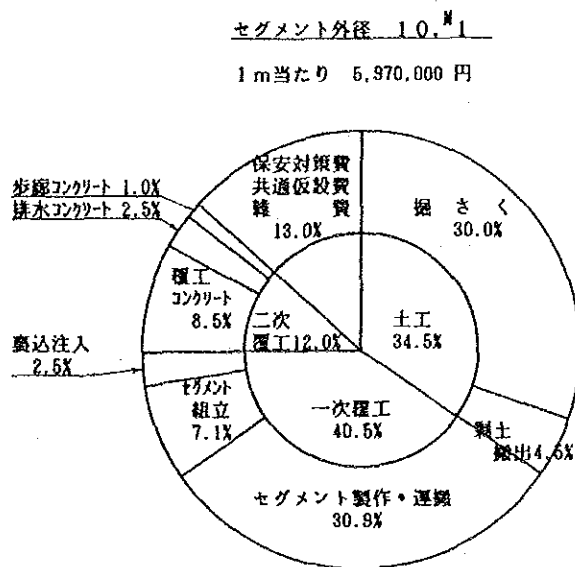 セグメント外径 10.ᴹ1
1m当たり 5,970,000 円
保安対策費
共通仮設費
雑費
13.0%
掘さく
30.0%
歩廊コンクリート 1.0%
排水コンクリート 2.5%
覆工
コンクリート
8.5%
二次
覆工12.0%
土工
34.5%
裏込注入
2.5%
セグメント
組立
7.1%
一次覆工
40.5%
剰土
搬出4.5%
セグメント製作・運搬
30.9%